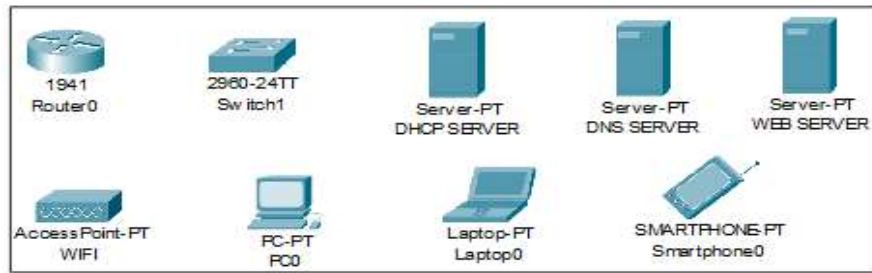 1941
Router0
2960-24TT
Switch1
Server-PT
DHCP SERVER
Server-PT
DNS SERVER
Server-PT
WEB SERVER
AccessPoint-PT
WIFI
PC-PT
PC0
Laptop-PT
Laptop0
SMARTPHONE-PT
Smartphone0